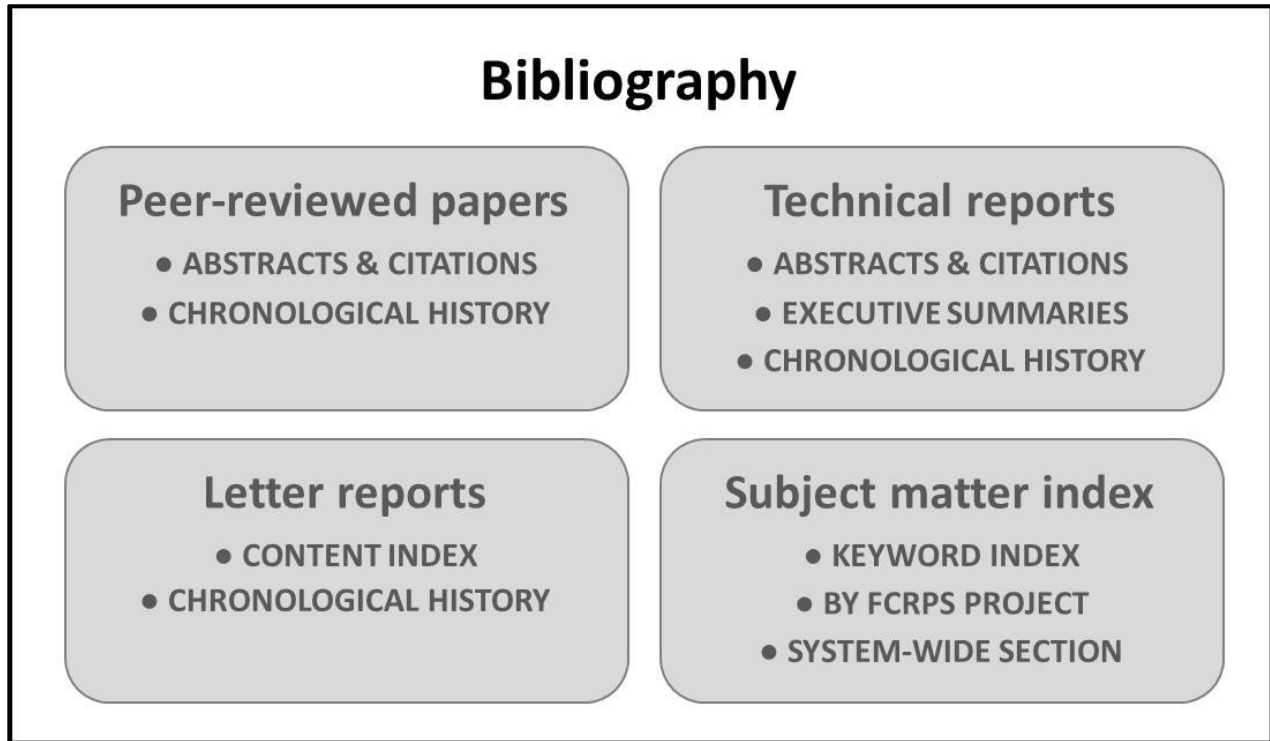 Bibliography
Peer-reviewed papers
● ABSTRACTS & CITATIONS
● CHRONOLOGICAL HISTORY
Technical reports
● ABSTRACTS & CITATIONS
● EXECUTIVE SUMMARIES
● CHRONOLOGICAL HISTORY
Letter reports
● CONTENT INDEX
● CHRONOLOGICAL HISTORY
Subject matter index
● KEYWORD INDEX
● BY FCRPS PROJECT
● SYSTEM-WIDE SECTION